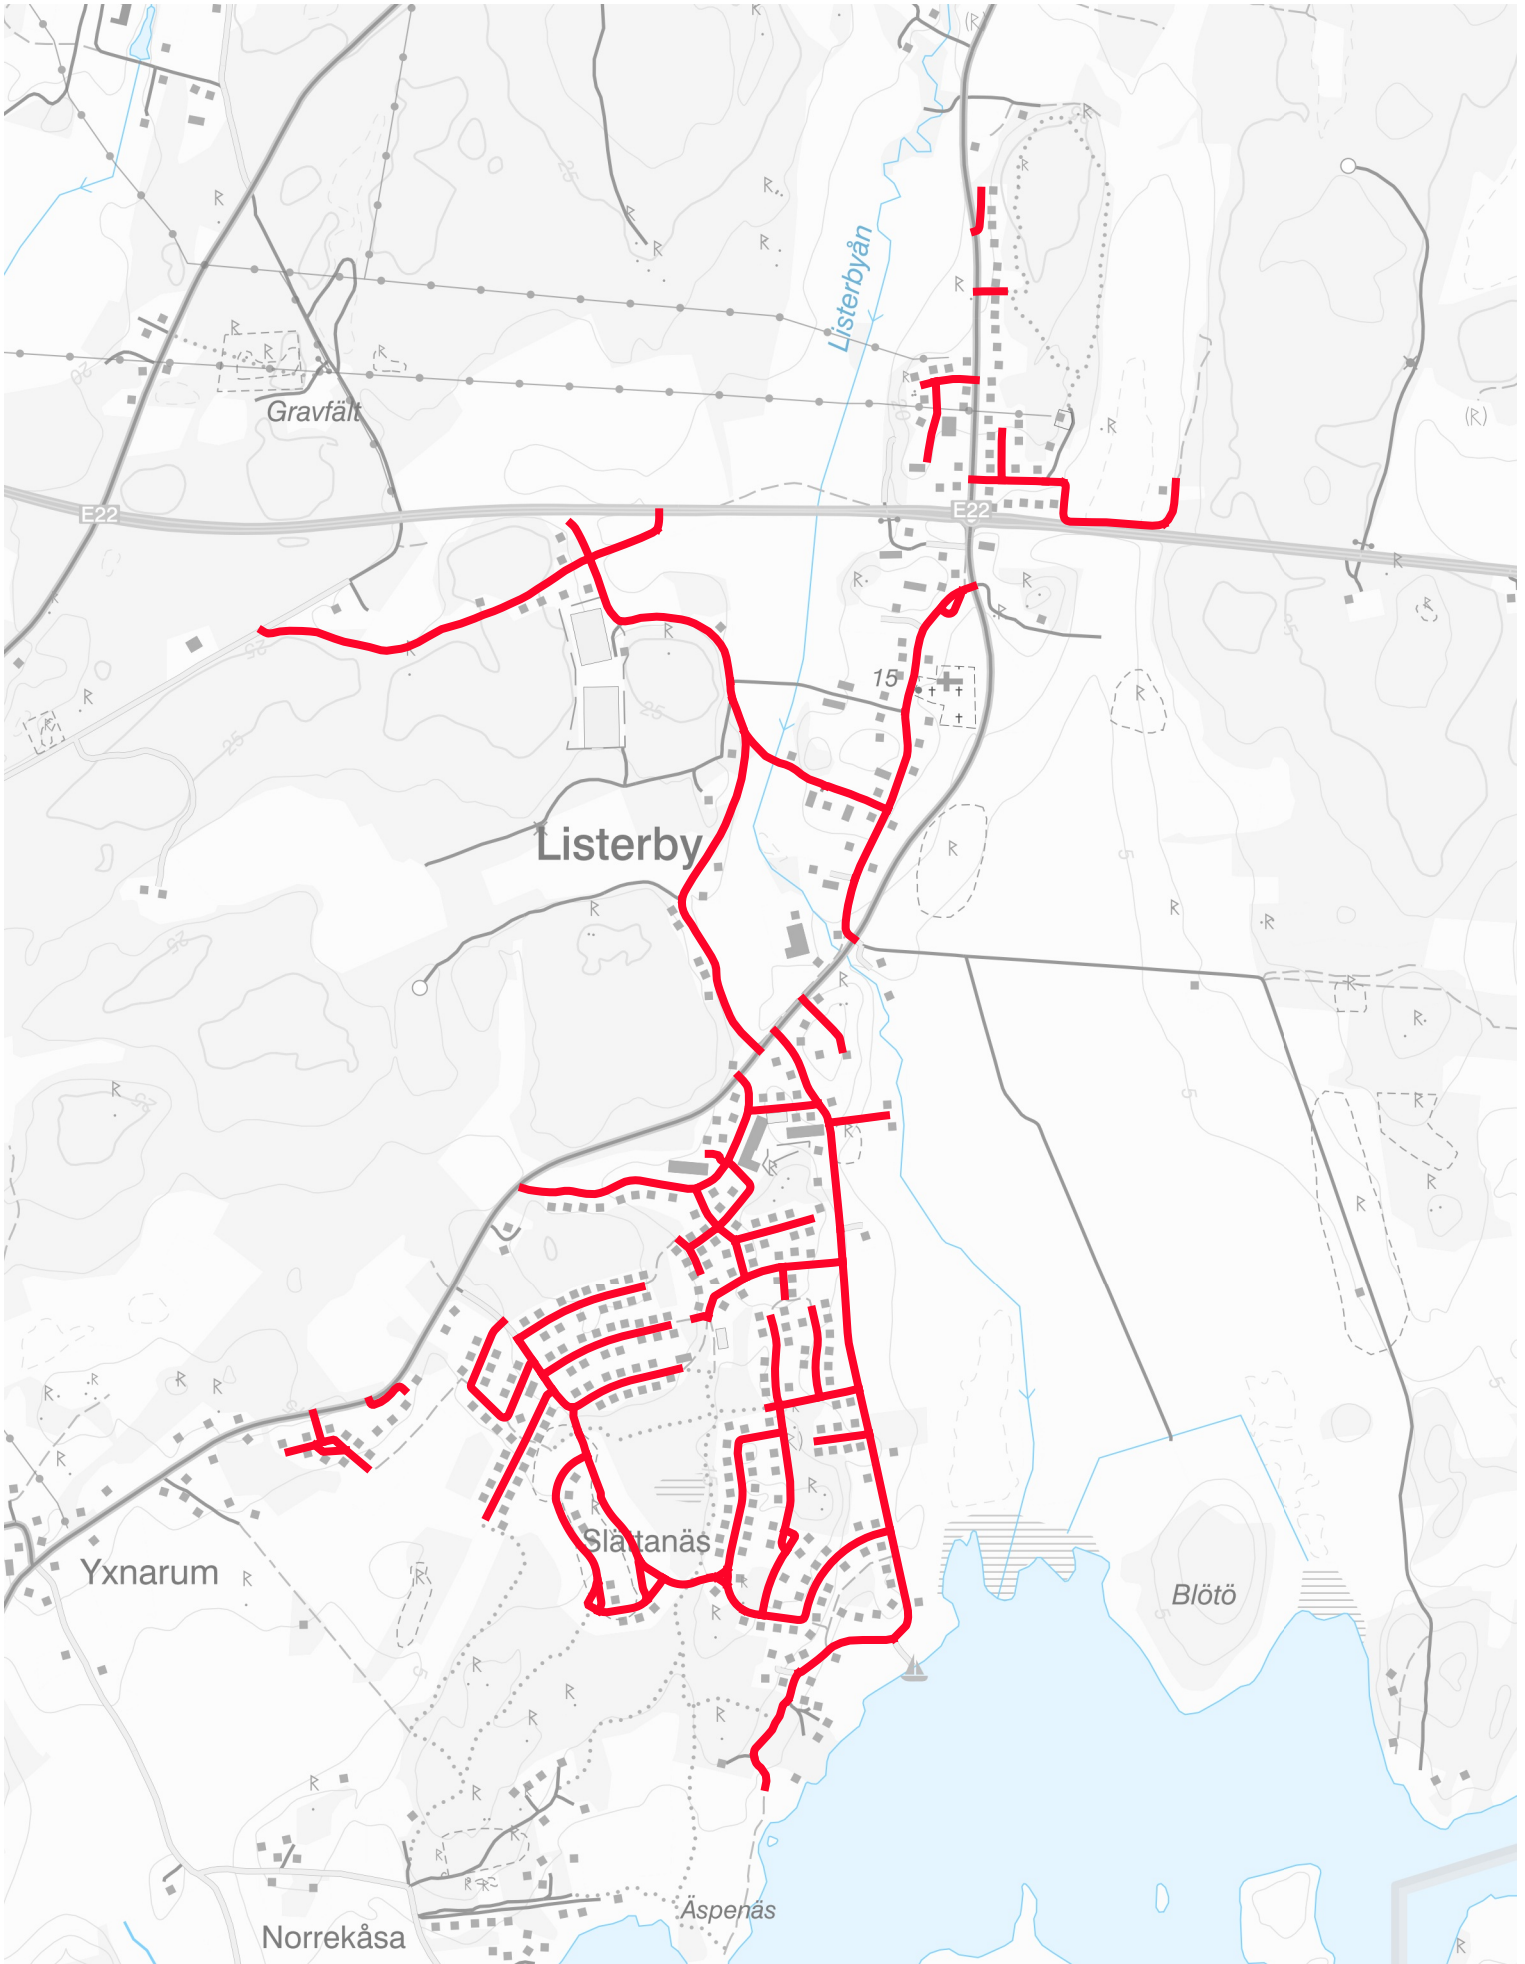 Listerbyån
Gravfält
E22
E22
15
Listerby
Slättanäs
Yxnarum
Blötö
Äspenäs
Norrekåsa